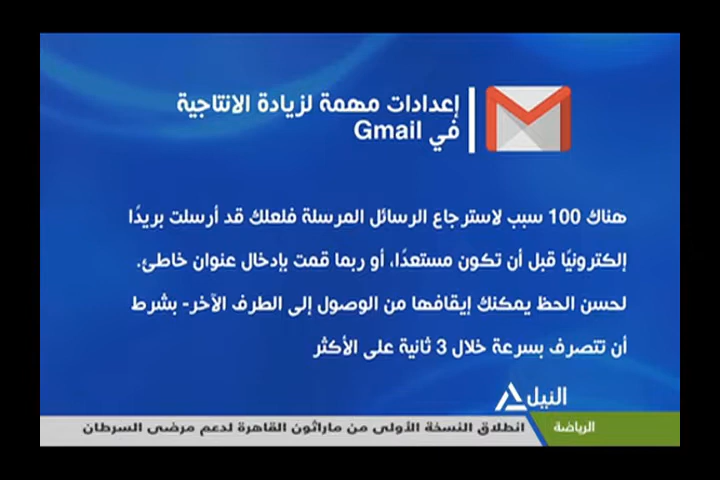 إعدادات مهمة لزيادة الانتاجية
في Gmail
هناك 100 سبب لاسترجاع الرسائل المرسلة فلعلك قد أرسلت بريدًا
إلكترونيًا قبل أن تكون مستعدًا، أو ربما قمت بإدخال عنوان خاطئ.
لحسن الحظ يمكنك إيقافها من الوصول إلى الطرف الآخر- بشرط
أن تتصرف بسرعة خلال 3 ثانية على الأكثر
النيل
الرياضة
انطلاق النسخة الأولى من ماراثون القاهرة لدعم مرضى السرطان